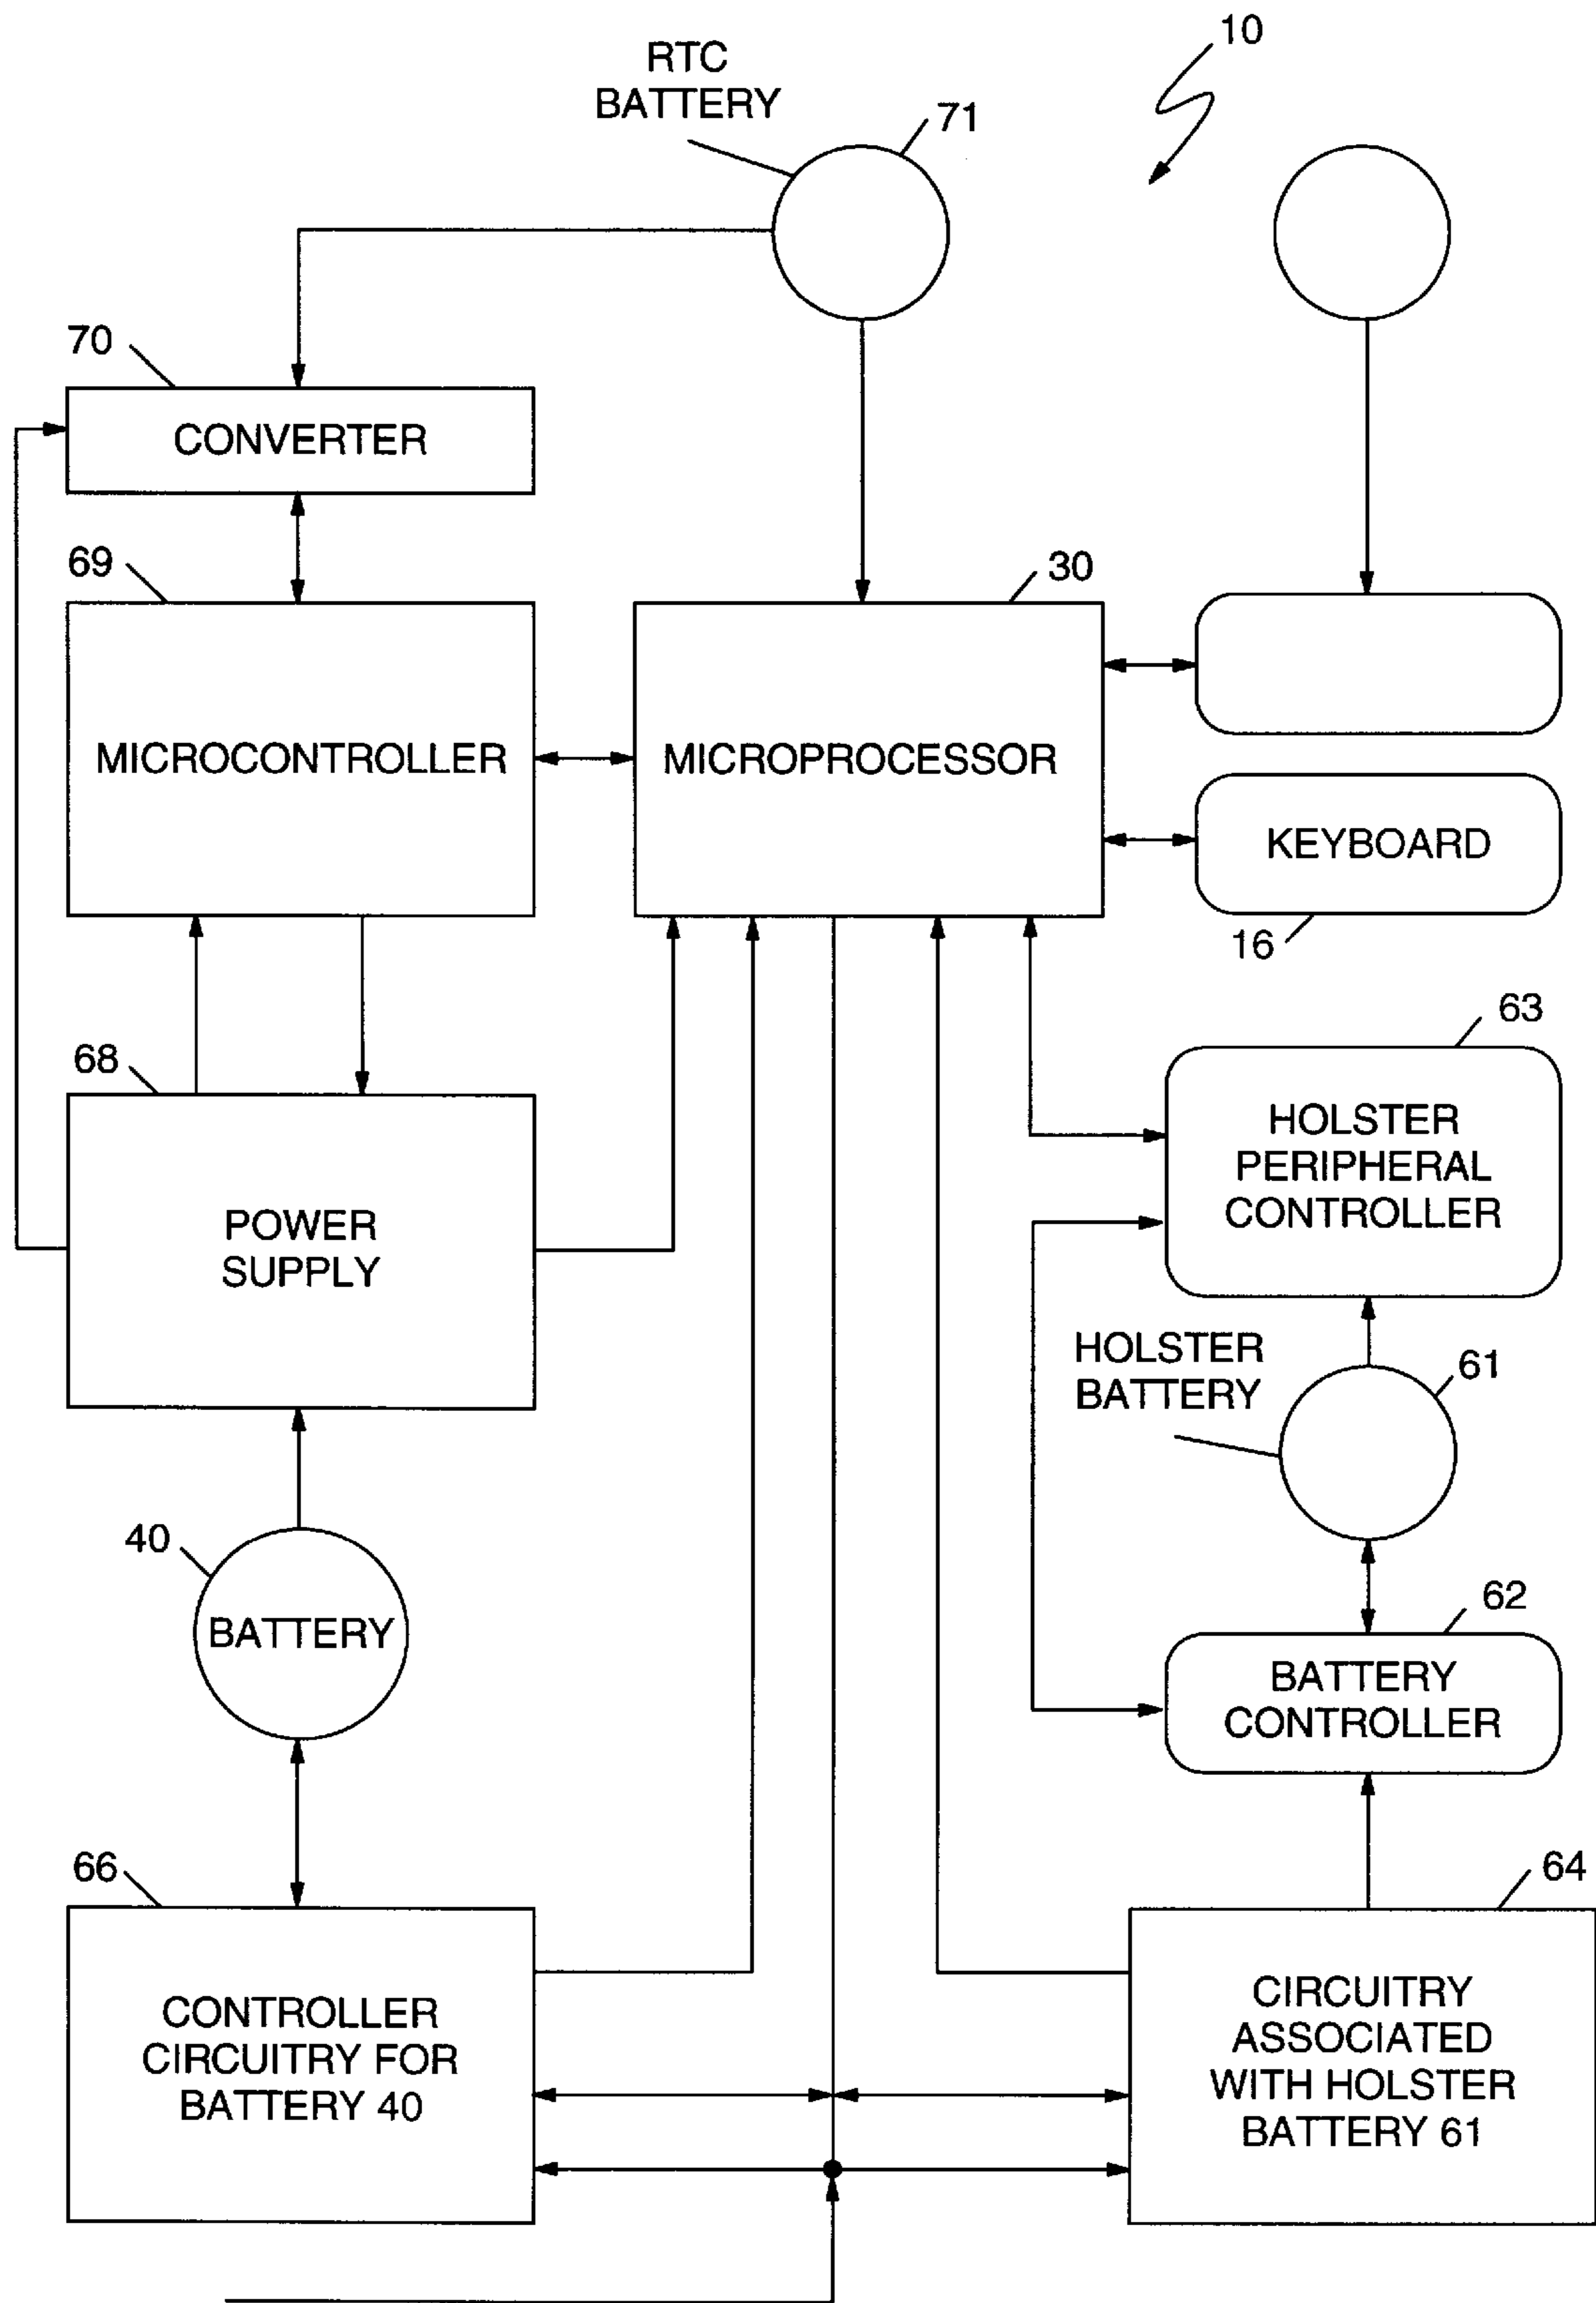 10
RTC
BATTERY
71
70
CONVERTER
69
30
MICROCONTROLLER
MICROPROCESSOR
KEYBOARD
16
63
68
HOLSTER
PERIPHERAL
CONTROLLER
POWER
SUPPLY
HOLSTER
BATTERY
61
40
BATTERY
62
BATTERY
CONTROLLER
66
64
CONTROLLER
CIRCUITRY FOR
BATTERY 40
CIRCUITRY
ASSOCIATED
WITH HOLSTER
BATTERY 61